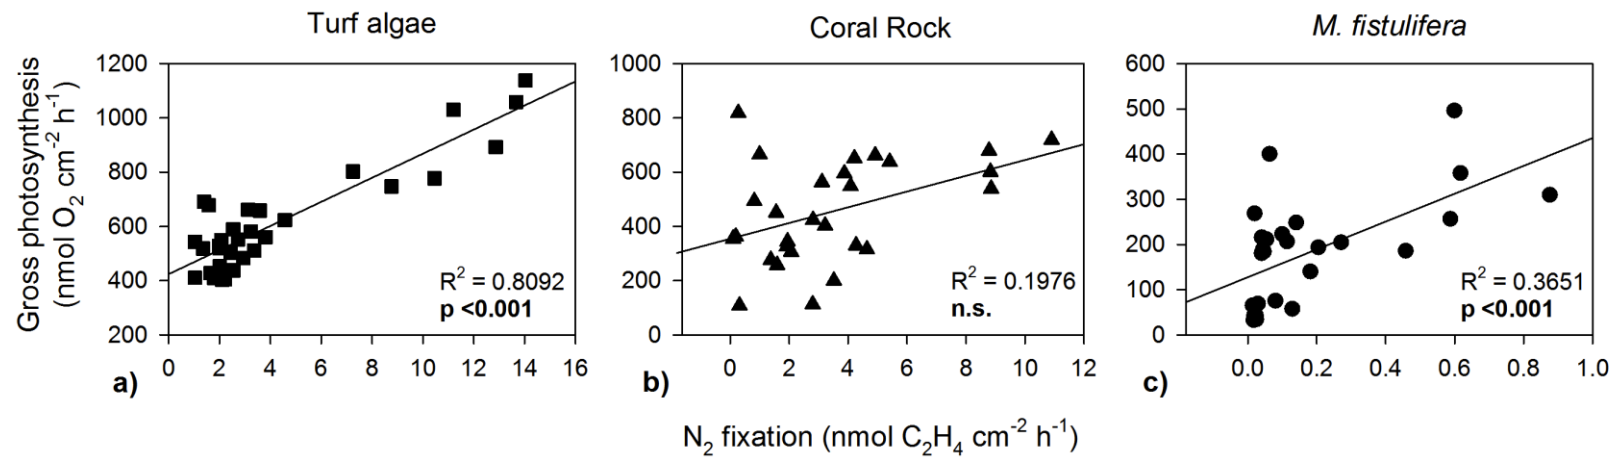 Turf algae
Coral Rock
M. fistulifera
Gross photosynthesis
(nmol O2 cm-2 h-1)
1200
1000
800
600
400
200
0 2 4 6 8 10 12 14 16
R2 = 0.8092
p <0.001
a)
1000
800
600
400
200
0
0 2 4 6 8 10 12
R2 = 0.1976
n.s.
b)
600
500
400
300
200
100
0
0.0 0.2 0.4 0.6 0.8 1.0
R2 = 0.3651
p <0.001
c)
N2 fixation (nmol C2H4 cm-2 h-1)